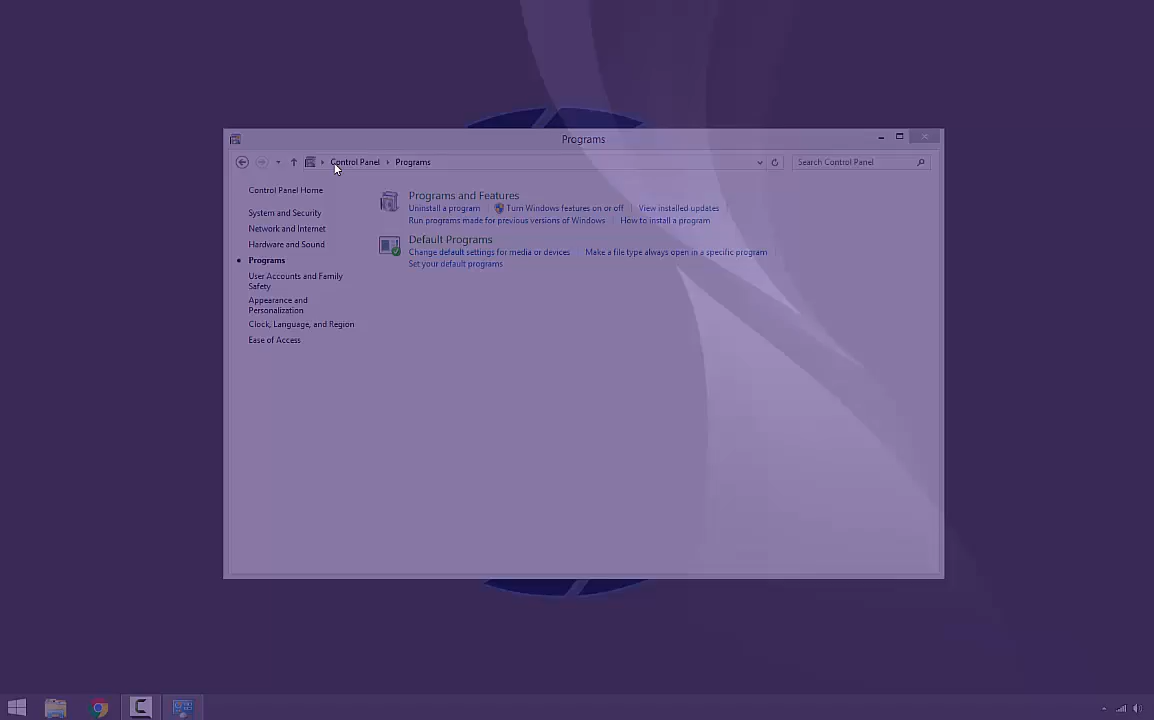 Programs
Control Panel Programs
Search Control Panel
Control Panel Home
System and Security
Network and Internet
Hardware and Sound
Programs
User Accounts and Family
Safety
Appearance and
Personalization
Clock, Language, and Region
Ease of Access
Programs and Features
Uninstall a program Turn Windows features on or off View installed updates
Run programs made for previous versions of Windows How to install a program
Default Programs
Change default settings for media or devices Make a file type always open in a specific program
Set your default programs